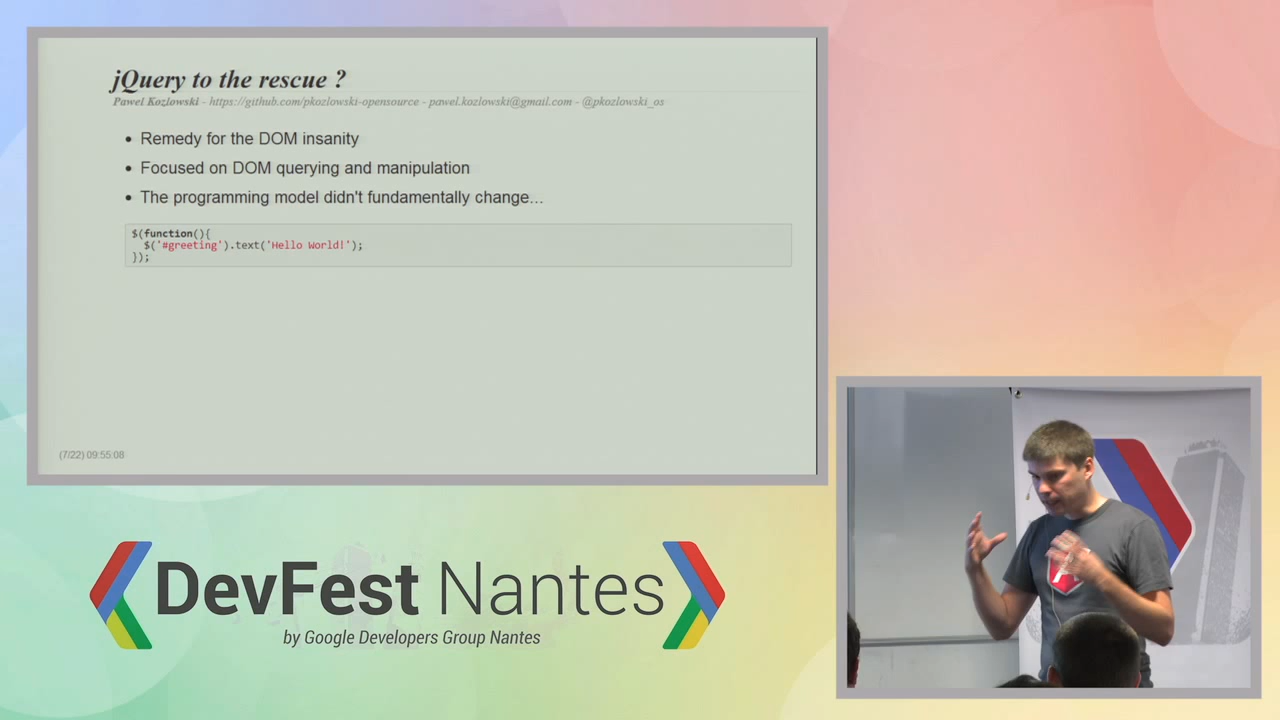 jQuery to the rescue ?
Pawel Kozlowski - https://github.com/pkozlowski-opensource - pawel.kozlowski@gmail.com - @pkozlowski_os
• Remedy for the DOM insanity
• Focused on DOM querying and manipulation
• The programming model didn't fundamentally change...
$(function(){
$('#greeting').text('Hello World!');
});
(7/22) 09:55:08
DevFest Nantes
by Google Developers Group Nantes